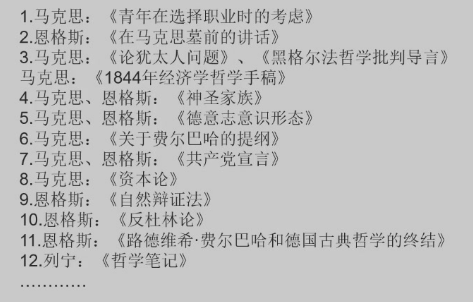 1.马克思：《青年在选择职业时的考虑》
2.恩格斯：《在马克思墓前的讲话》
3.马克思：《论犹太人问题》、《黑格尔法哲学批判导言》
马克思：《1844年经济学哲学手稿》
4.马克思、恩格斯：《神圣家族》
5.马克思、恩格斯：《德意志意识形态》
6.马克思：《关于费尔巴哈的提纲》
7.马克思、恩格斯：《共产党宣言》
8.马克思：《资本论》
9.恩格斯：《自然辩证法》
10.恩格斯：《反杜林论》
11.恩格斯：《路德维希·费尔巴哈和德国古典哲学的终结》
12.列宁：《哲学笔记》
…………